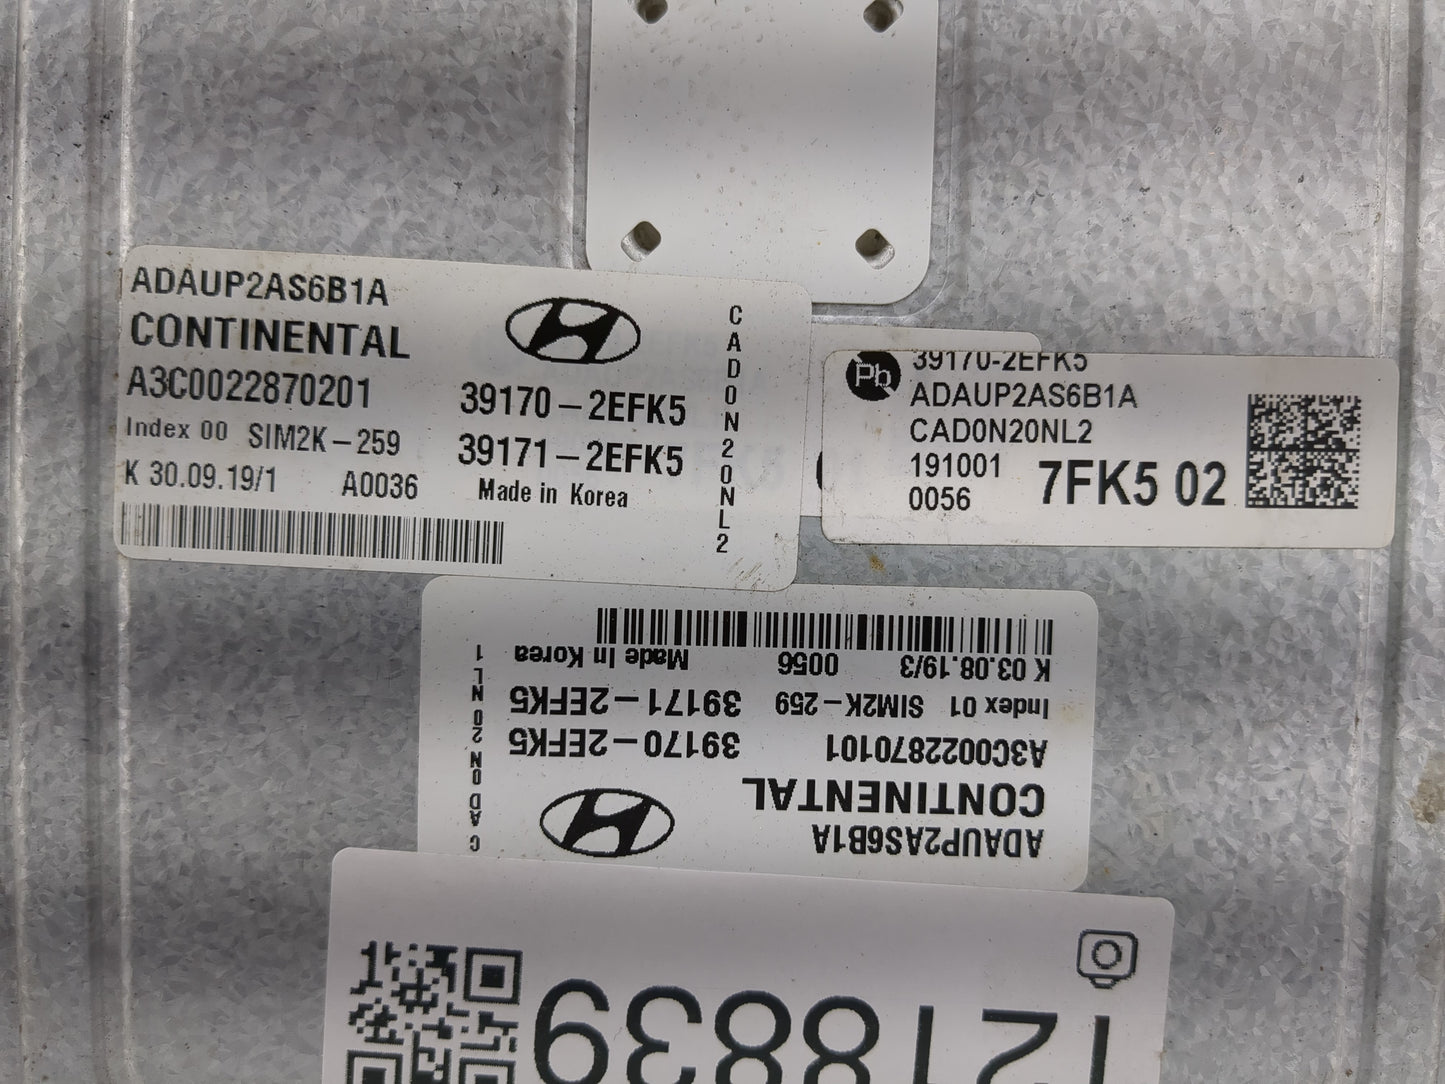 ADAUP2AS6B1A
CONTINENTAL
A3C0022870201
39170-2EFK5
Index 00 SIM2K-259
39171-2EFK5
K 30.09.19/1 A0036 Made in Korea
CAD0N20NL2
Pb
39170-2EFK5
ADAUP2AS6B1A
CAD0N20NL2
191001
0056
7FK5 02
ADAUP2AS6B1A
CONTINENTAL
A3C0022870101 39170-2EFK5
Index 01 SIM2K-259 39171-2EFK5
K 03.08.19/3 0056 Made In Korea
CAD0N20NL1
1218839